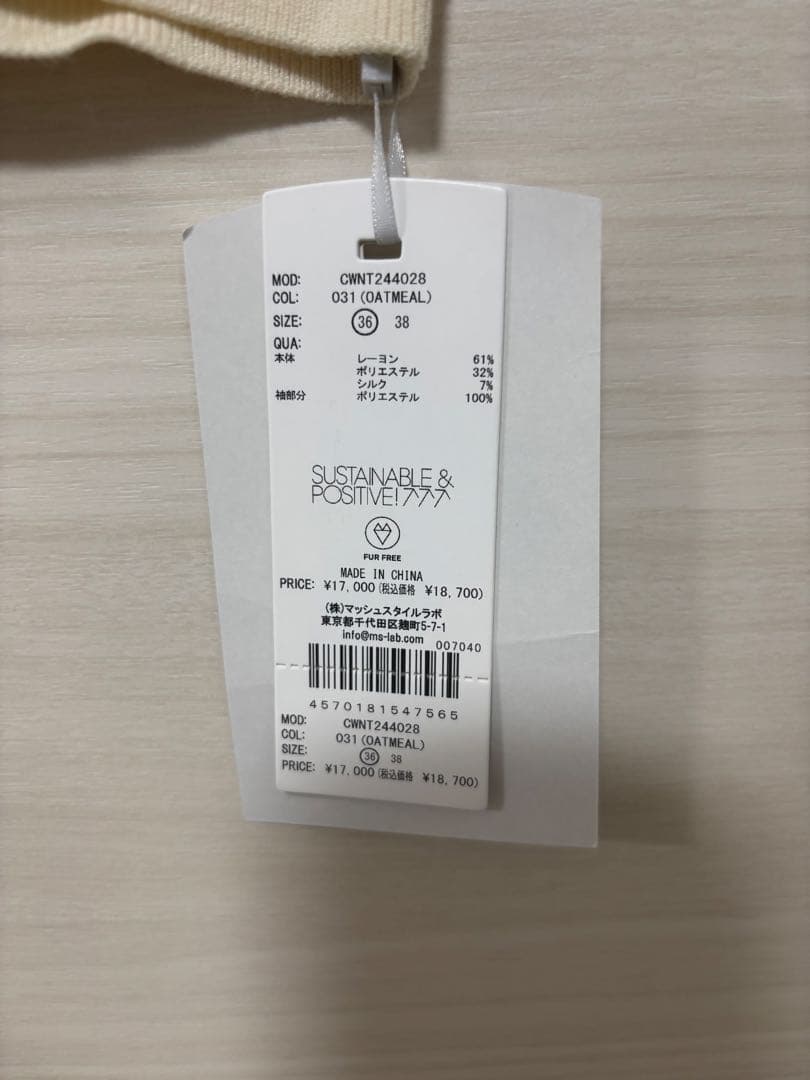 MOD: CWNT244028
COL: 031(OATMEAL)
SIZE: 36 38
QUA:
本体 レーヨン 61%
ポリエステル 32%
シルク 7%
袖部分 ポリエステル 100%
SUSTAINABLE &
POSITIVE!
FUR FREE
MADE IN CHINA
PRICE: ¥17,000(税込価格 ¥18,700)
(株)マッシュスタイルラボ
東京都千代田区麹町5-7-1
info@ms-lab.com
007040
4570181547565
MOD: CWNT244028
COL: 031(OATMEAL)
SIZE: 36 38
PRICE: ¥17,000(税込価格 ¥18,700)